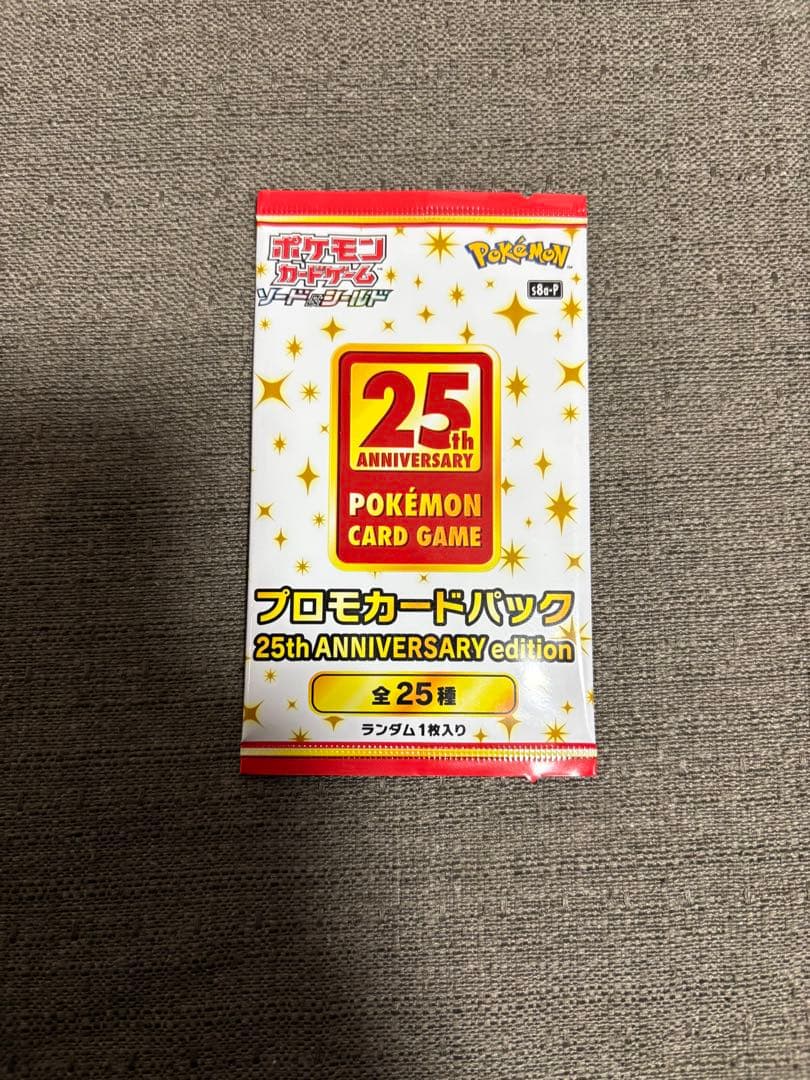 ポケモン
カードゲーム
ソード&シールド
Pokémon
s8a-P
25th
ANNIVERSARY
POKÉMON
CARD GAME
プロモカードパック
25th ANNIVERSARY edition
全25種
ランダム1枚入り